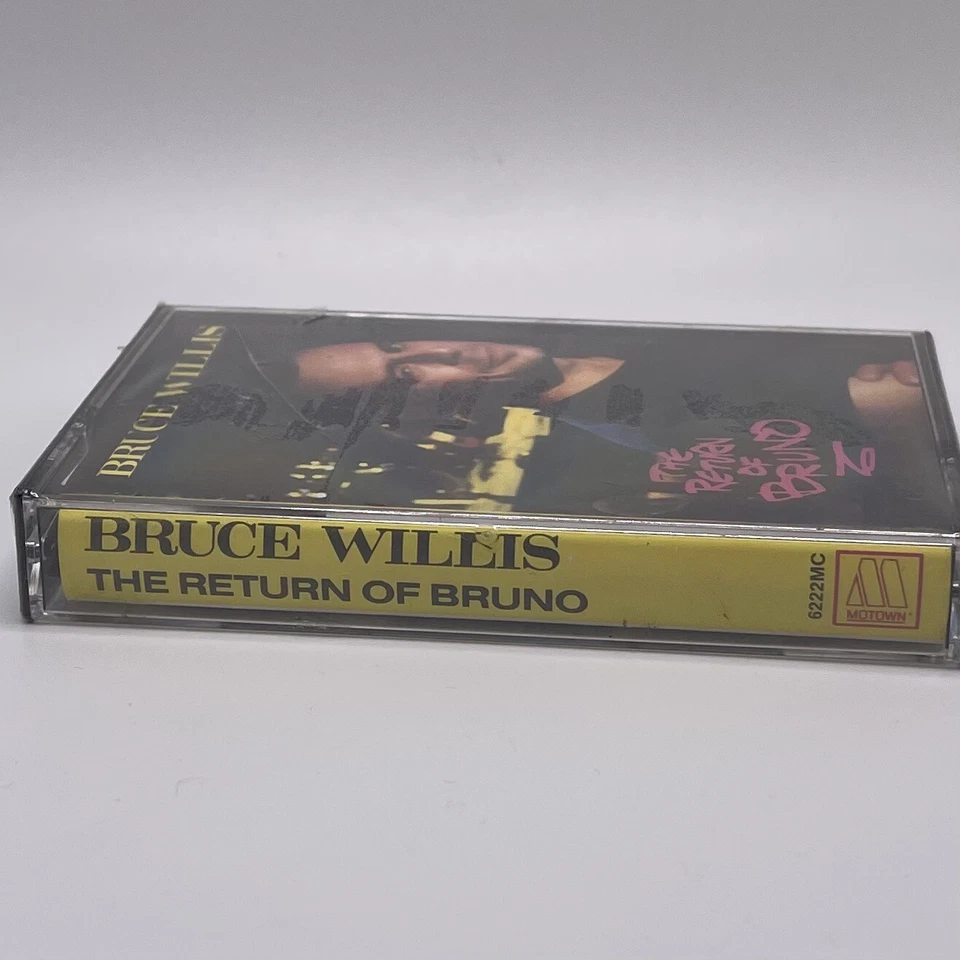 BRUCE WILLIS
THE
RETURN
OF
BRUNO
BRUCE WILLIS
THE RETURN OF BRUNO
6222MC
MOTOWN